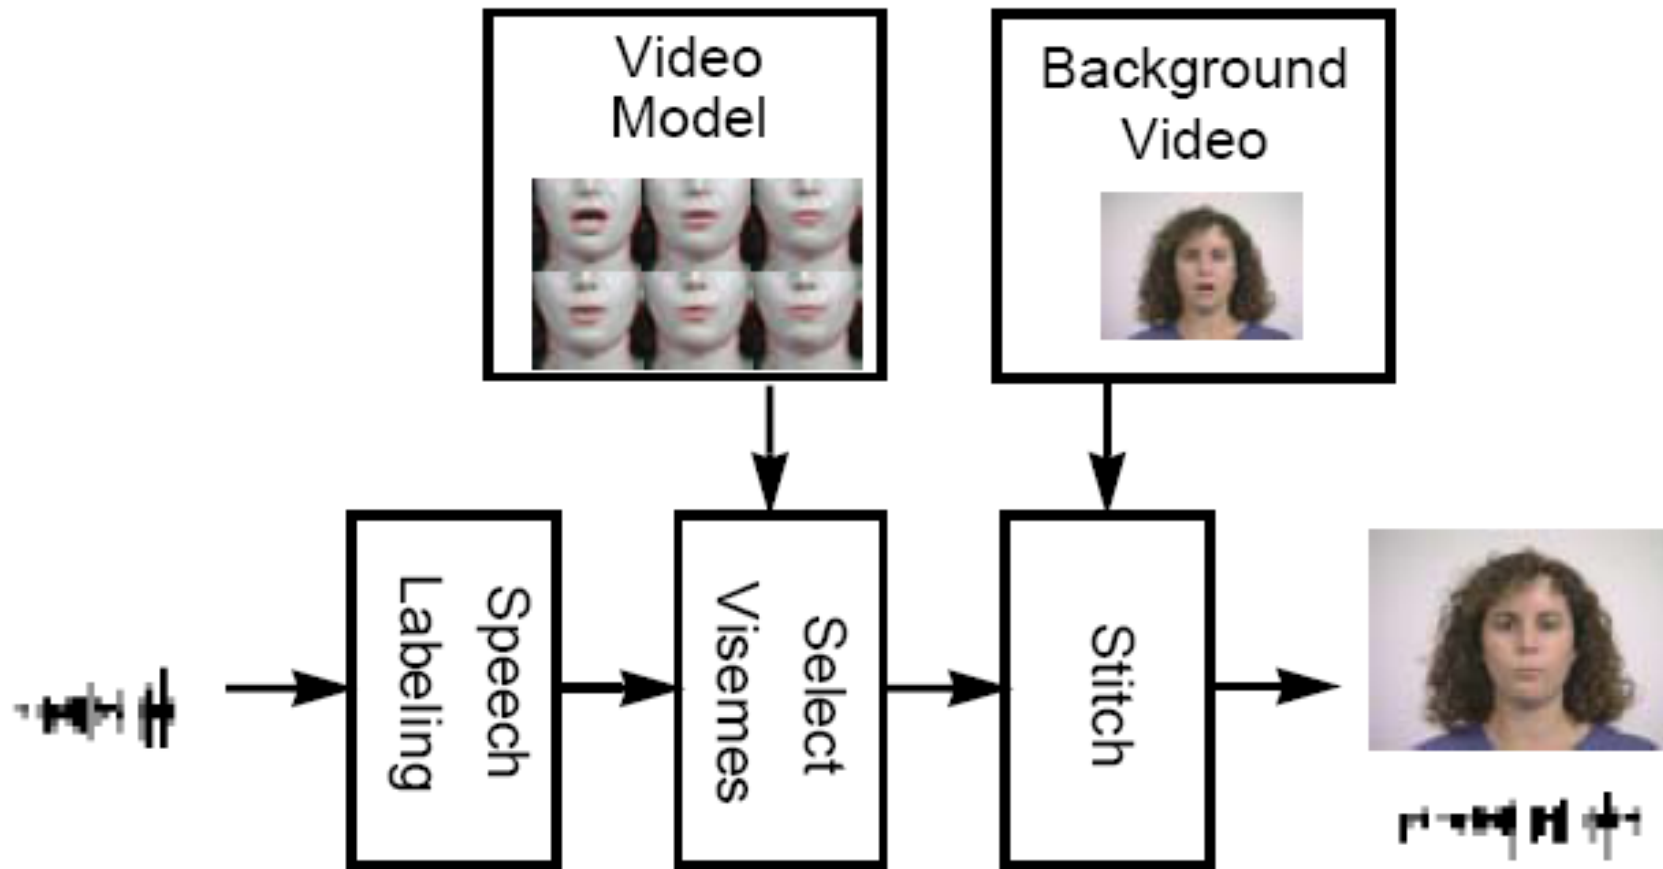 Video
Model
Background
Video
Speech
Labeling
Select
Visemes
Stitch